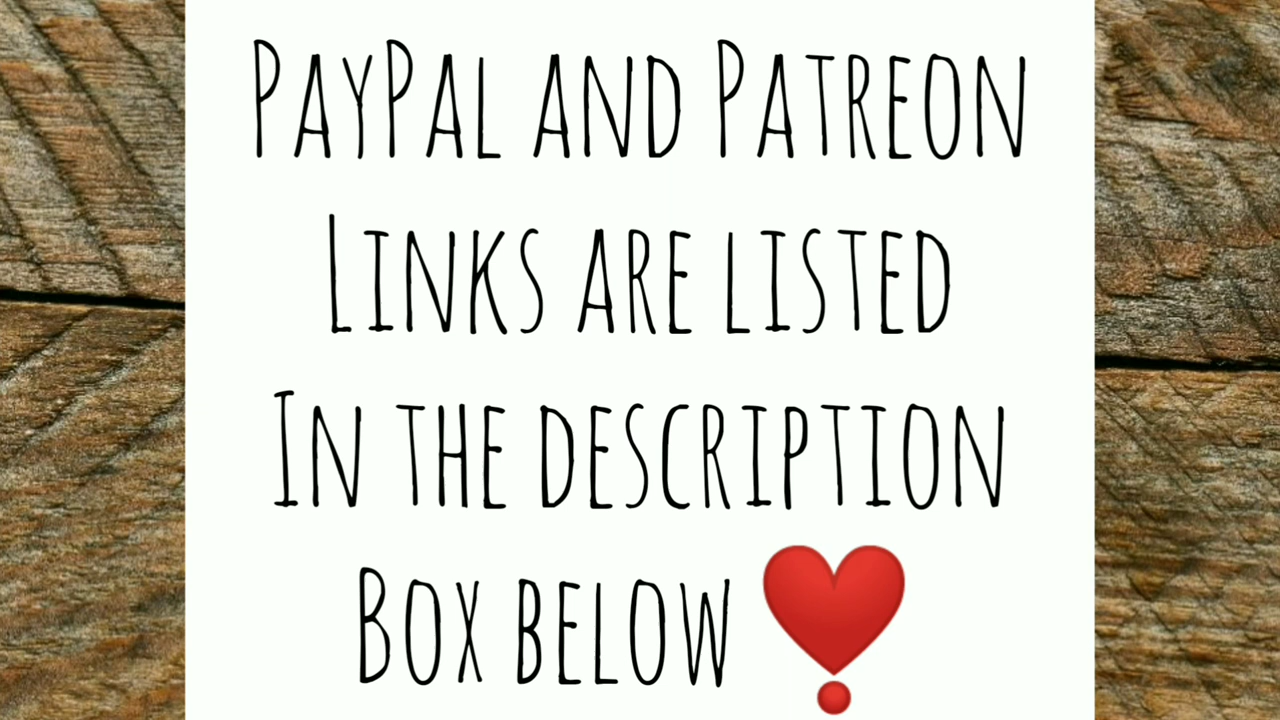 PayPal and Patreon
Links are listed
In the description
Box below ❣️